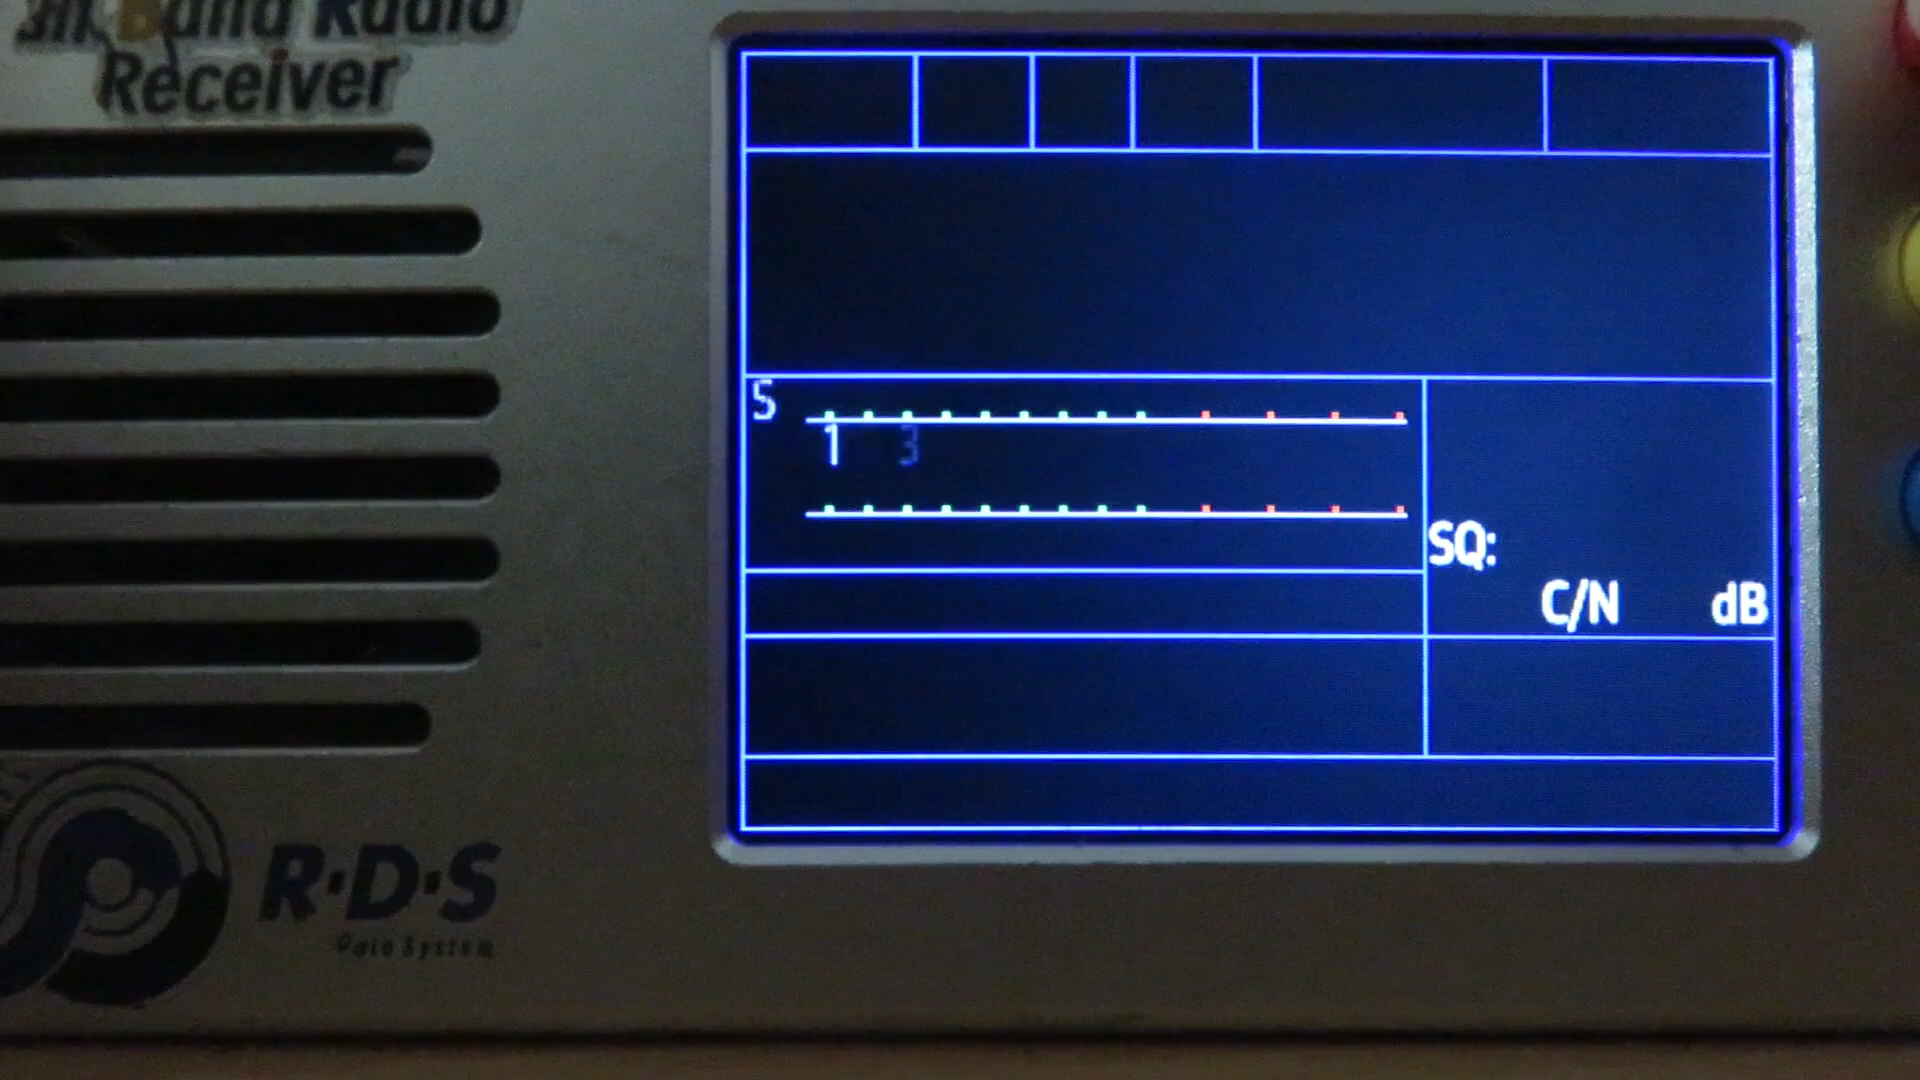 Band Radio
Receiver
S
1 3
SQ:
C/N dB
R·D·S
Data System